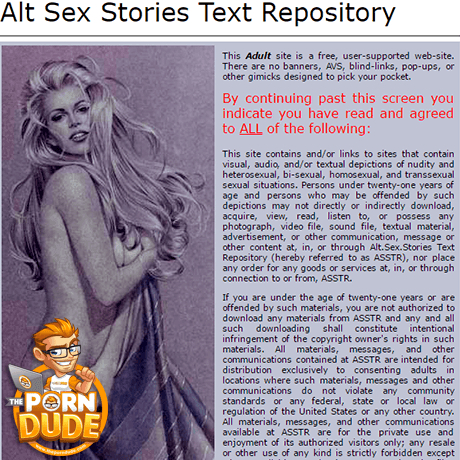 Alt Sex Stories Text Repository
This Adult site is a free, user-supported web-site.
There are no banners, AVS, blind-links, pop-ups, or
other gimicks designed to pick your pocket.
By continuing past this screen you
indicate you have read and agreed
to ALL of the following:
This site contains and/or links to sites that contain
visual, audio, and/or textual depictions of nudity and
heterosexual, bi-sexual, homosexual, and transsexual
sexual situations. Persons under twenty-one years of
age and persons who may be offended by such
depictions may not directly or indirectly download,
acquire, view, read, listen to, or possess any
photograph, video file, sound file, textual material,
advertisement, or other communication, message or
other content at, in, or through Alt.Sex.Stories Text
Repository (hereby referred to as ASSTR), nor place
any order for any goods or services at, in, or through
connection to or from, ASSTR.
If you are under the age of twenty-one years or are
offended by such materials, you are not authorized to
download any materials from ASSTR and any and all
such downloading shall constitute intentional
infringement of the copyright owner's rights in such
materials. All materials, messages, and other
communications contained at ASSTR are intended for
distribution exclusively to consenting adults in
locations where such materials, messages and other
communications do not violate any community
standards or any federal, state or local law or
regulation of the United States or any other country.
All materials, messages, and other communications
available at ASSTR are for the private use and
enjoyment of its authorized visitors only; any resale
or other use of any kind is strictly forbidden except
THE
PORN
DUDE